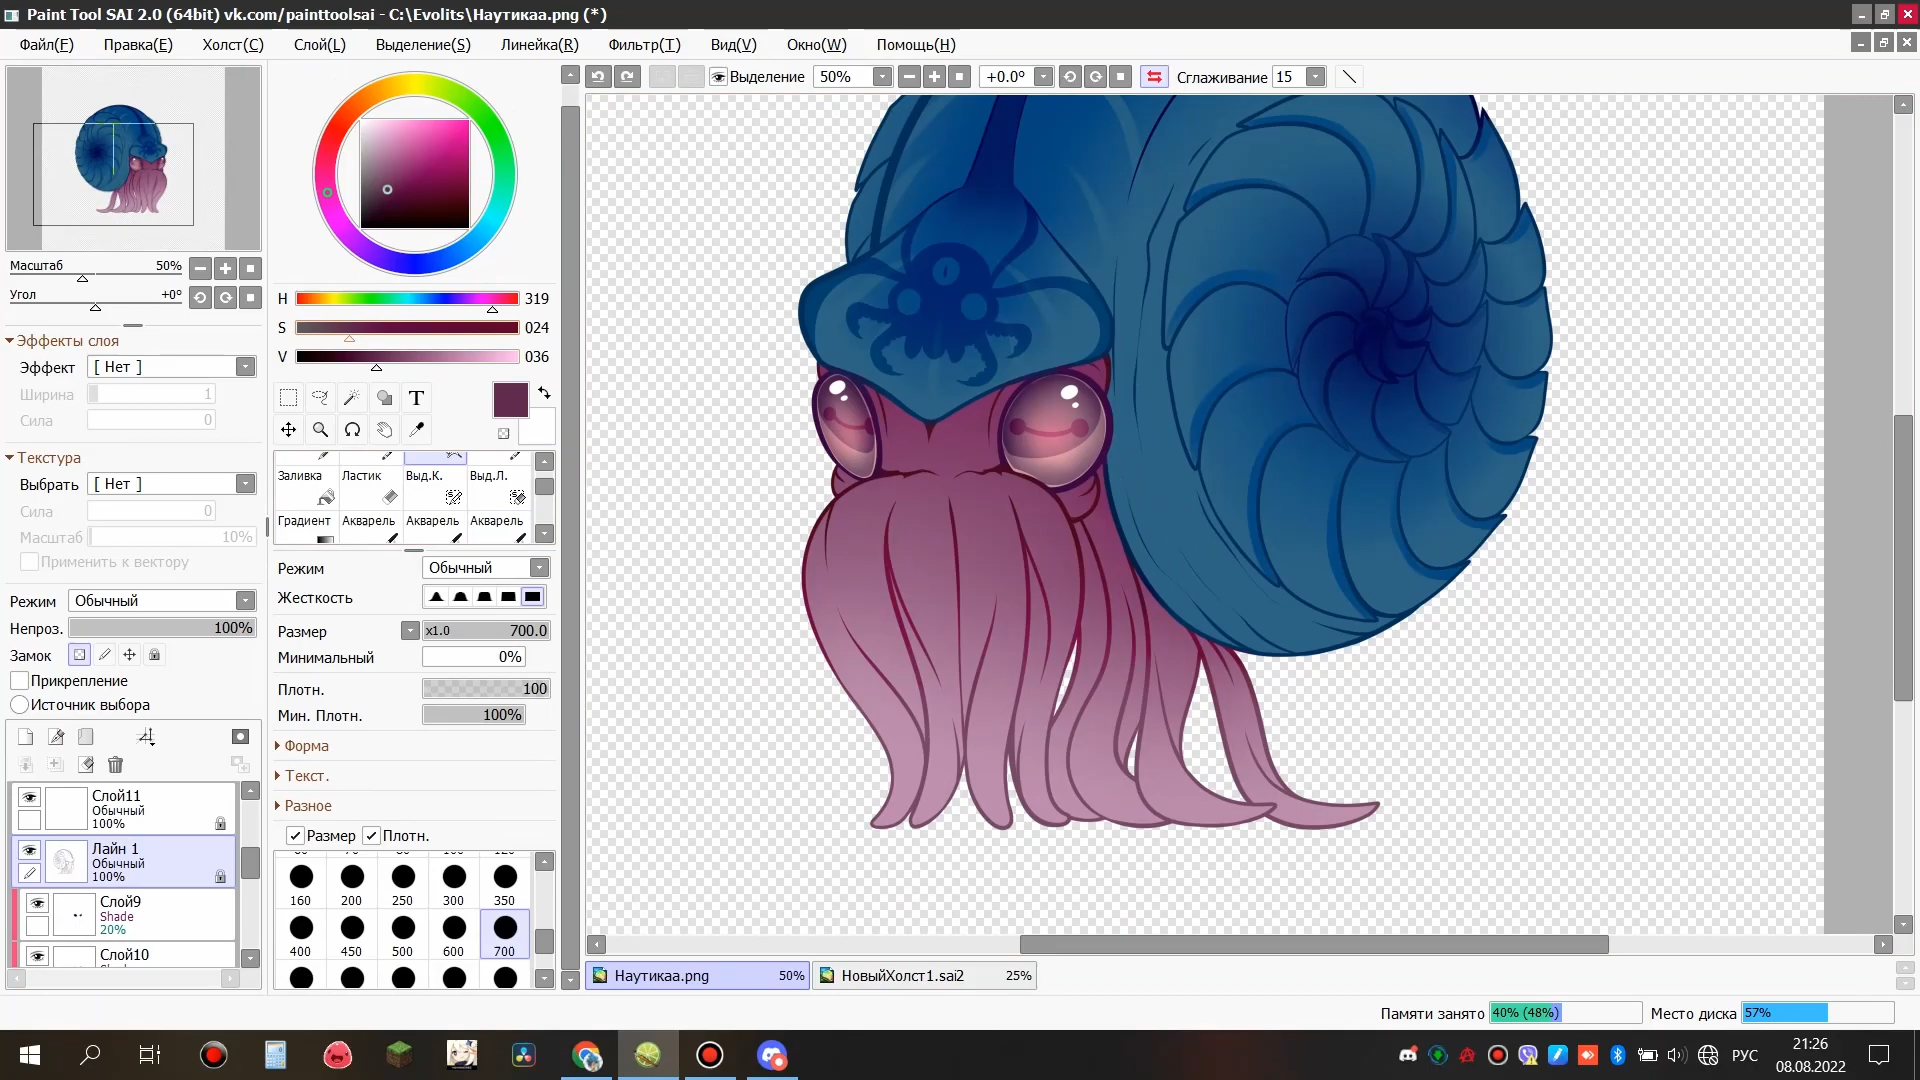 Paint Tool SAI 2.0 (64bit) vk.com/painttoolsai - C:\Evolits\Наутикаа.png (*)
Файл(F) Правка(E) Холст(C) Слой(L) Выделение(S) Линейка(R) Фильтр(T) Вид(V) Окно(W) Помощь(H)
Выделение 50% +0.0° Сглаживание 15
Масштаб 50%
Угол +0°
Эффекты слоя
Эффект [ Нет ]
Ширина 1
Сила 0
Текстура
Выбрать [ Нет ]
Сила 0
Масштаб 10%
Применить к вектору
Режим Обычный
Непроз. 100%
Замок
Прикрепление
Источник выбора
Слой11
Обычный
100%
Лайн 1
Обычный
100%
Слой9
Shade
20%
Слой10
H 319
S 024
V 036
T
Заливка Ластик Выд.К. Выд.Л.
Градиент Акварель Акварель Акварель
Режим Обычный
Жесткость
Размер x1.0 700.0
Минимальный 0%
Плотн. 100
Мин. Плотн. 100%
Форма
Текст.
Разное
Размер Плотн.
160 200 250 300 350
400 450 500 600 700
Наутикаа.png 50% НовыйХолст1.sai2 25%
Памяти занято 40% (48%) Место диска 57%
РУС
21:26
08.08.2022